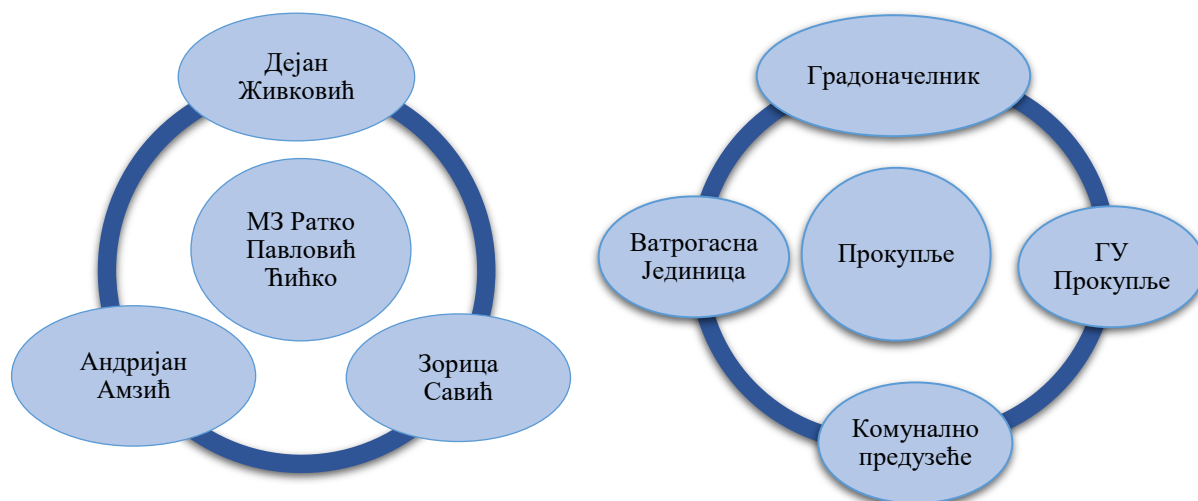 Дејан
Живковић
МЗ Ратко
Павловић
Ћићко
Андријан
Амзић
Зорица
Савић
Градоначелник
Ватрогасна
Јединица
Прокупље
ГУ
Прокупље
Комунално
предузеће